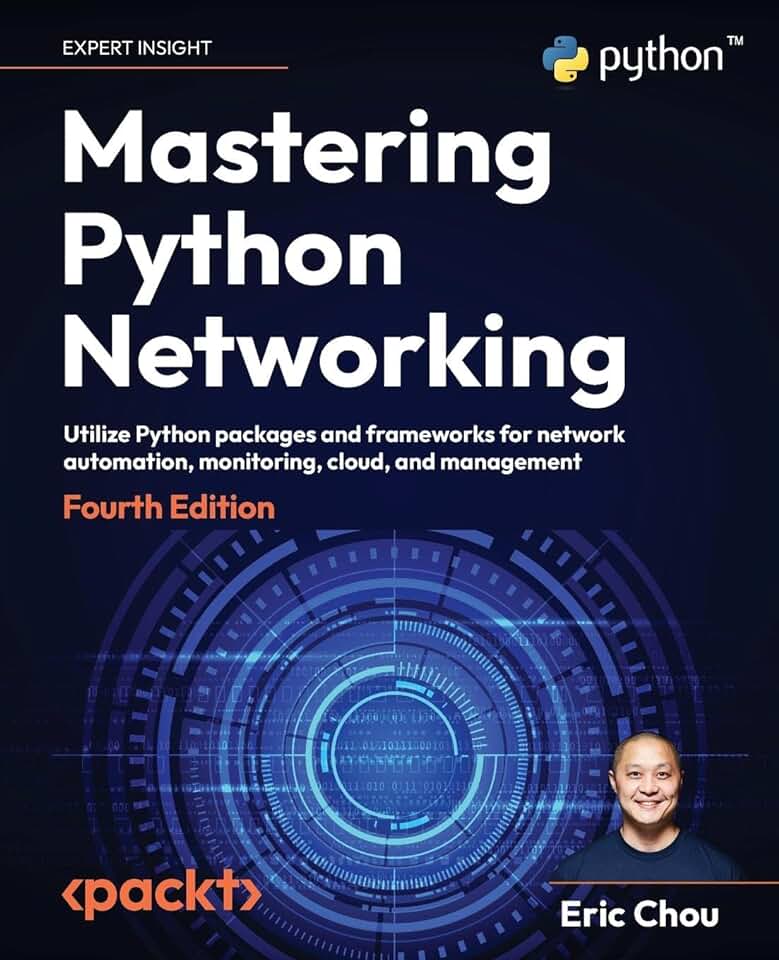 EXPERT INSIGHT
python™
Mastering
Python
Networking
Utilize Python packages and frameworks for network
automation, monitoring, cloud, and management
Fourth Edition
<packt>
Eric Chou